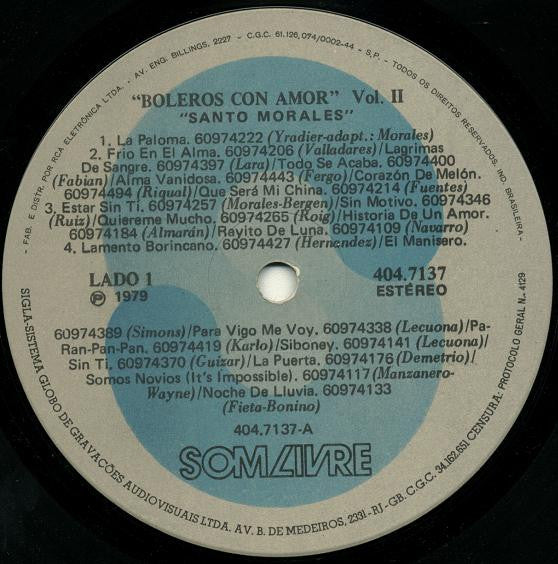 - FAB. E DISTR. POR RCA ELETRÔNICA LTDA. - AV. ENG. BILLINGS, 2227 - C.G.C. 61.126.074/0002-44 - S.P. - TODOS OS DIREITOS RESERVADOS, IND. BRASILEIRA -
"BOLEROS CON AMOR" Vol. II
"SANTO MORALES"
1. La Paloma. 60974222 (Yradier-adapt.: Morales)
2. Frio En El Alma. 60974206 (Valladares)/Lagrimas
De Sangre. 60974397 (Lara)/Todo Se Acaba. 60974400
(Fabian)/Alma Vanidosa. 60974443 (Fergo)/Corazón De Melón.
60974494 (Rigual)/Que Será Mi China. 60974214 (Fuentes)
3. Estar Sin Tí. 60974257 (Morales-Bergen)/Sin Motivo. 60974346
(Ruiz)/Quiereme Mucho. 60974265 (Roig)/Historia De Un Amor.
60974184 (Almarán)/Rayito De Luna. 60974109 (Navarro)
4. Lamento Borincano. 60974427 (Hernandez)/El Manisero.
LADO 1
℗ 1979
404.7137
ESTÉREO
60974389 (Simons)/Para Vigo Me Voy. 60974338 (Lecuona)/Pa-
Ran-Pan-Pan. 60974419 (Karlo)/Siboney. 60974141 (Lecuona)/
Sin Ti. 60974370 (Guizar)/La Puerta. 60974176 (Demetrio)/
Somos Novios (It's Impossible). 60974117 (Manzanero-
Wayne)/Noche De Lluvia. 60974133
(Fieta-Bonino)
404.7137-A
SOM LIVRE
SIGLA-SISTEMA GLOBO DE GRAVAÇÕES AUDIOVISUAIS LTDA. AV. B. DE MEDEIROS, 2331-RJ-GB. C.G.C. 34.162.651 CENSURA: PROTOCOLO GERAL N.. 4129